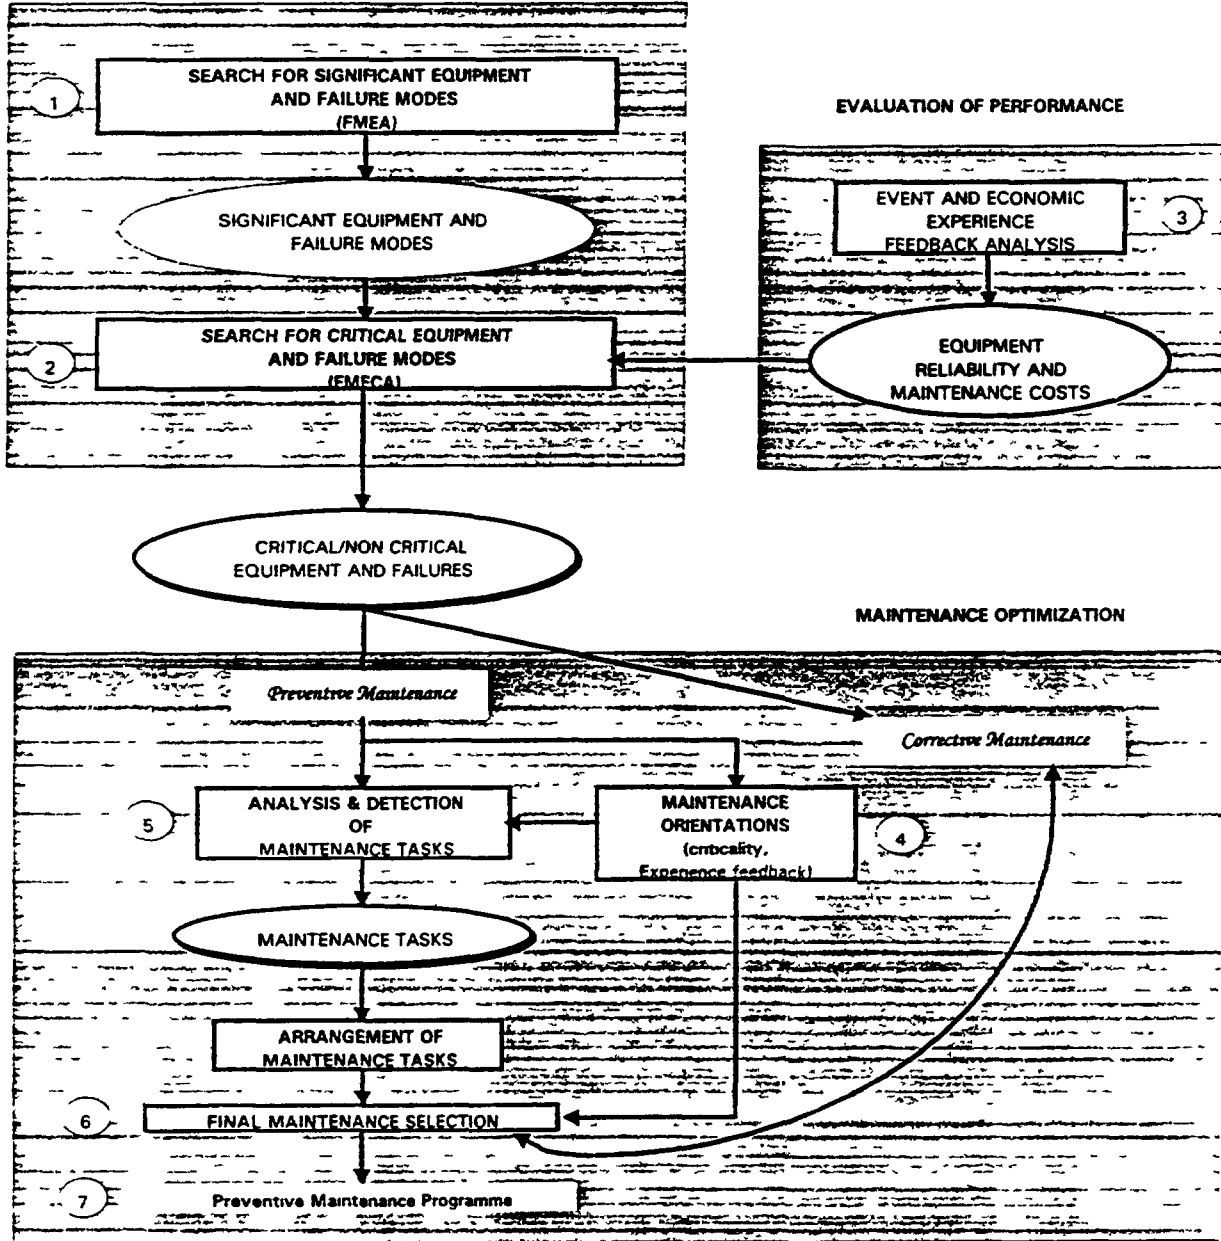 SEARCH FOR SIGNIFICANT EQUIPMENT
AND FAILURE MODES
(FMEA)
1
SIGNIFICANT EQUIPMENT AND
FAILURE MODES
SEARCH FOR CRITICAL EQUIPMENT
AND FAILURE MODES
(FMECA)
2
EVALUATION OF PERFORMANCE
EVENT AND ECONOMIC
EXPERIENCE
FEEDBACK ANALYSIS
3
EQUIPMENT
RELIABILITY AND
MAINTENANCE COSTS
CRITICAL/NON CRITICAL
EQUIPMENT AND FAILURES
MAINTENANCE OPTIMIZATION
Preventive Maintenance
Corrective Maintenance
5
ANALYSIS & DETECTION
OF
MAINTENANCE TASKS
MAINTENANCE
ORIENTATIONS
(criticality,
Experience feedback)
4
MAINTENANCE TASKS
ARRANGEMENT OF
MAINTENANCE TASKS
6
FINAL MAINTENANCE SELECTION
7
Preventive Maintenance Programme